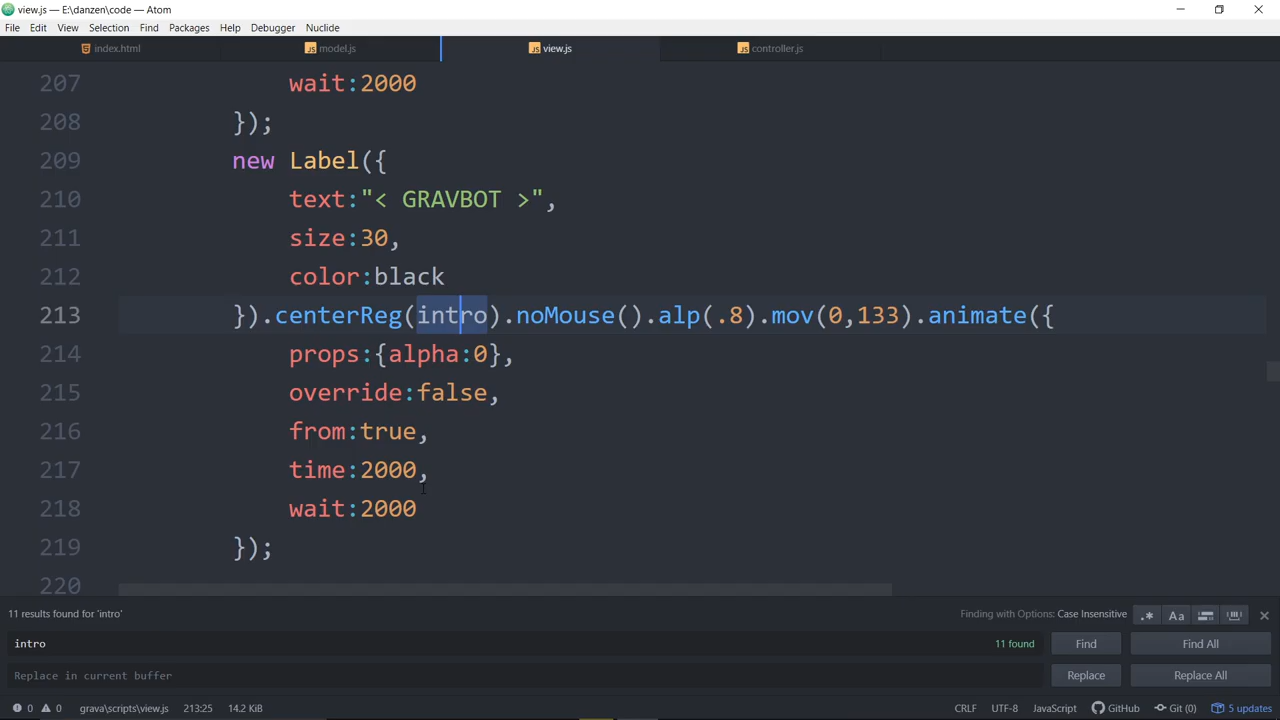 view.js — E:\danzen\code — Atom
File Edit View Selection Find Packages Help Debugger Nuclide
index.html model.js view.js controller.js
207 wait:2000
208 });
209 new Label({
210 text:"< GRAVBOT >",
211 size:30,
212 color:black
213 }).centerReg(intro).noMouse().alp(.8).mov(0,133).animate({
214 props:{alpha:0},
215 override:false,
216 from:true,
217 time:2000,
218 wait:2000
219 });
220
11 results found for 'intro' Finding with Options: Case Insensitive .* Aa
intro 11 found Find Find All
Replace in current buffer Replace Replace All
0 0 grava\scripts\view.js 213:25 14.2 KiB CRLF UTF-8 JavaScript GitHub Git (0) 5 updates